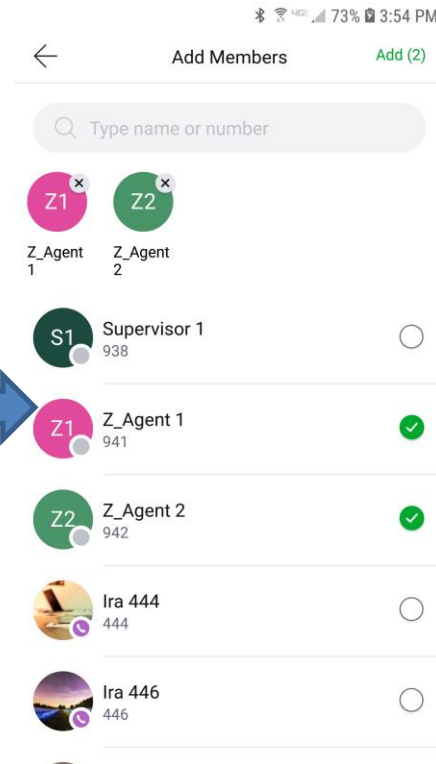 73% 3:54 PM
Add Members Add (2)
Type name or number
Z1 Z2
Z_Agent 1
Z_Agent 2
S1 Supervisor 1
938
Z1 Z_Agent 1
941
Z2 Z_Agent 2
942
Ira 444
444
Ira 446
446